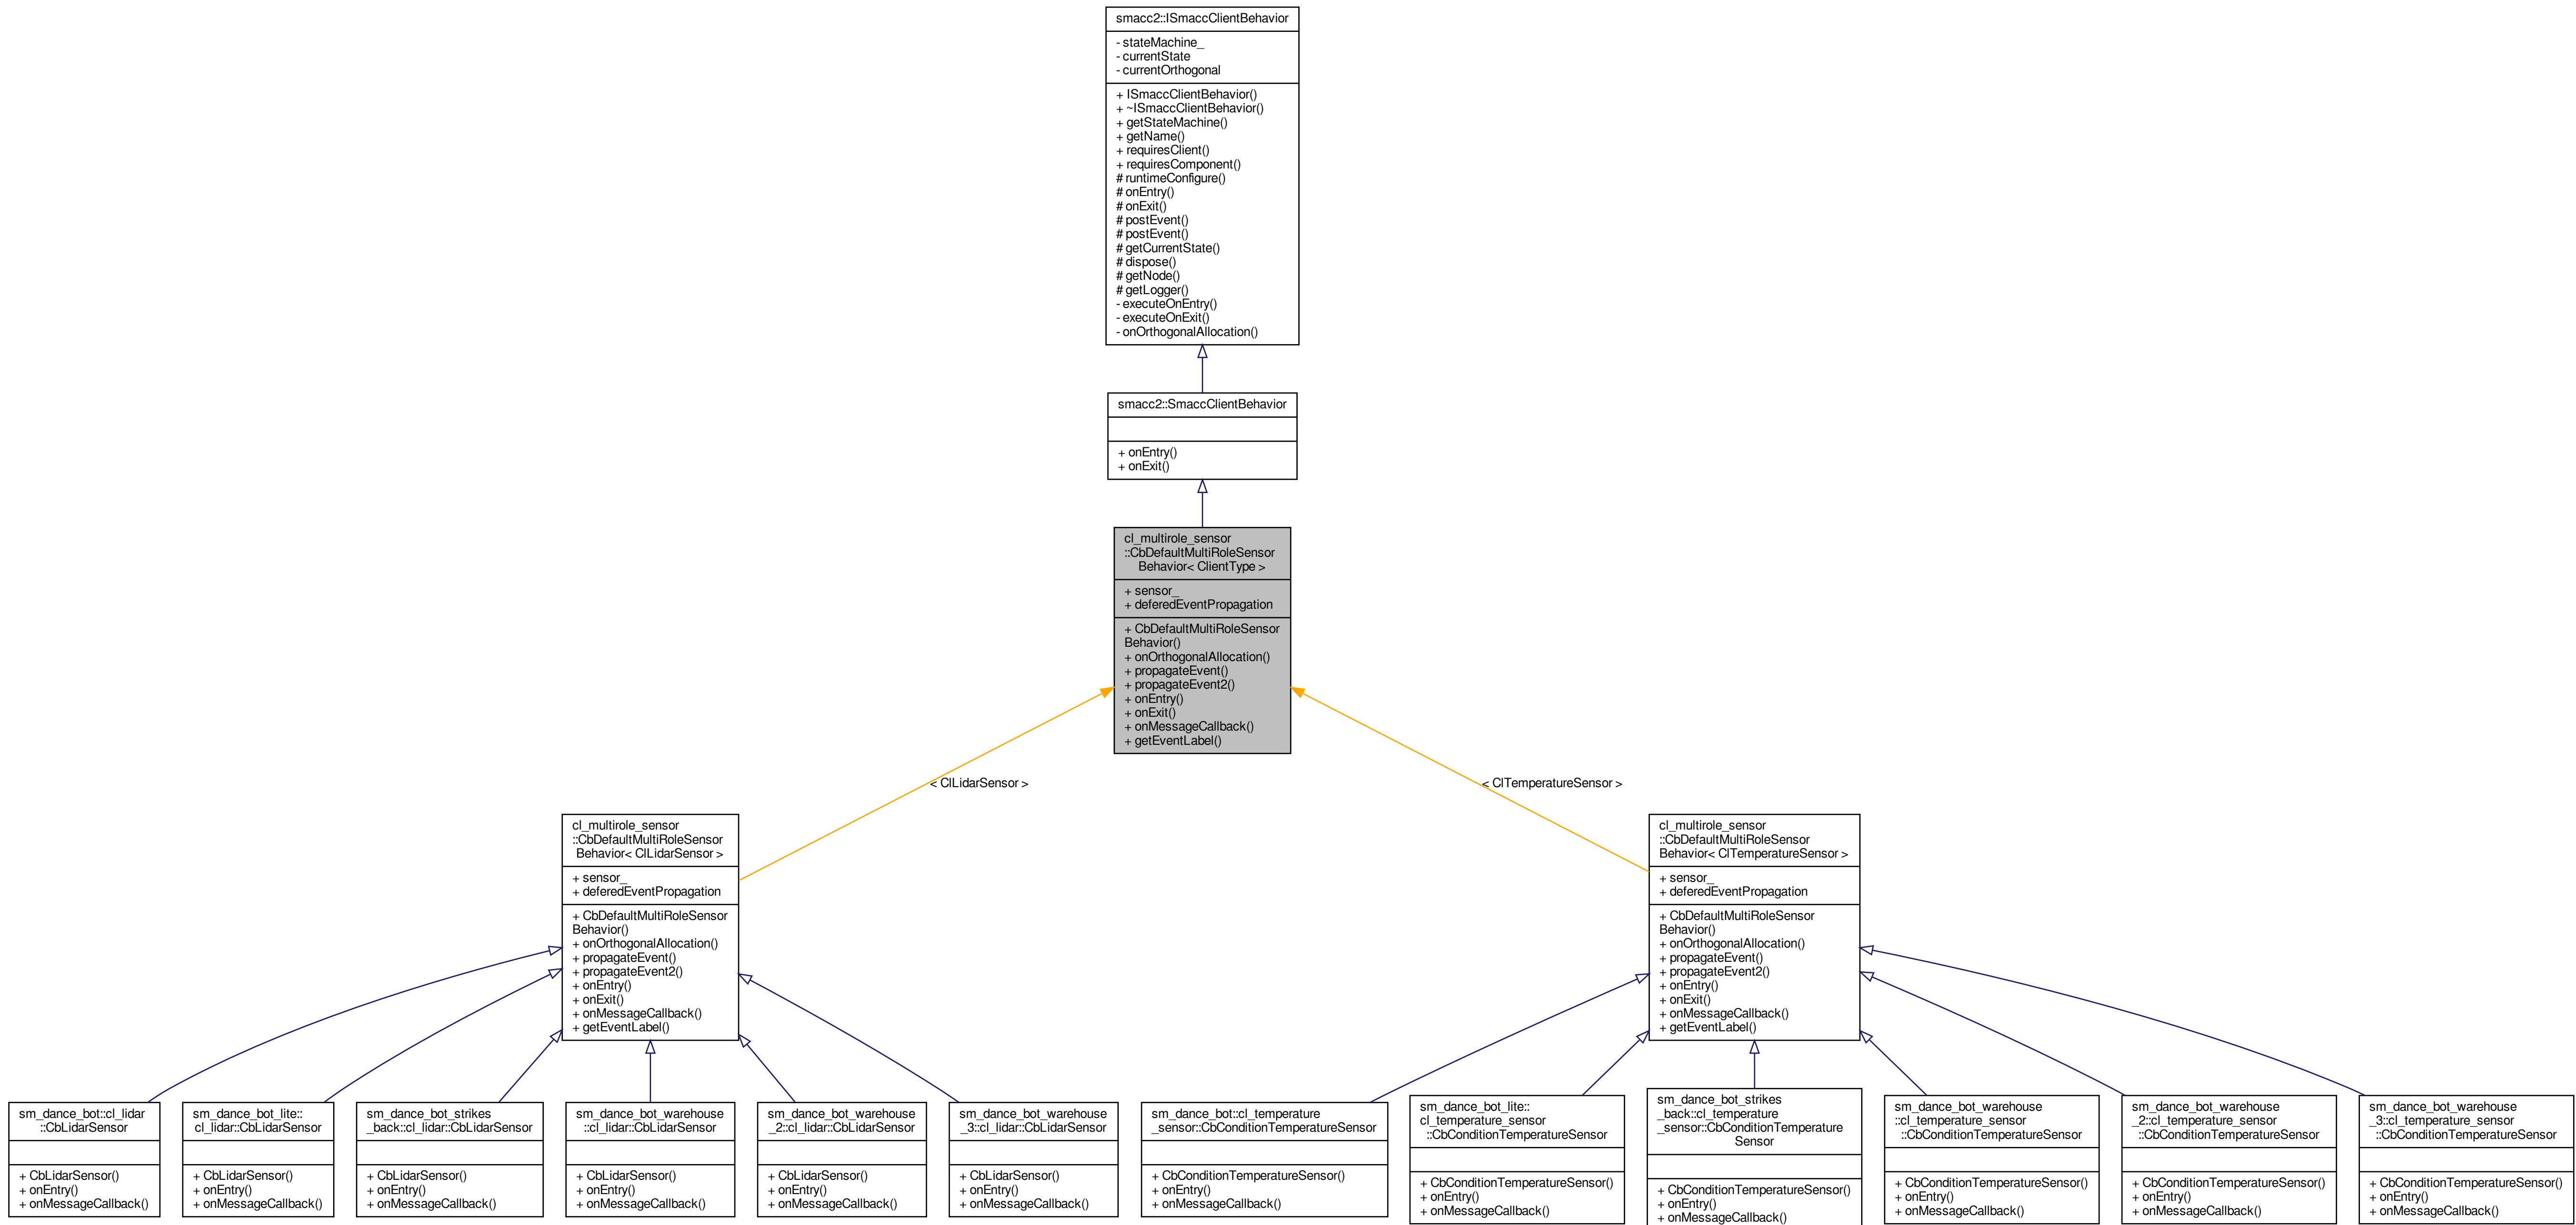 smacc2::ISmaccClientBehavior
- stateMachine_
- currentState
- currentOrthogonal
+ ISmaccClientBehavior()
+ ~ISmaccClientBehavior()
+ getStateMachine()
+ getName()
+ requiresClient()
+ requiresComponent()
# runtimeConfigure()
# onEntry()
# onExit()
# postEvent()
# postEvent()
# getCurrentState()
# dispose()
# getNode()
# getLogger()
- executeOnEntry()
- executeOnExit()
- onOrthogonalAllocation()
smacc2::SmaccClientBehavior
+ onEntry()
+ onExit()
cl_multirole_sensor
::CbDefaultMultiRoleSensor
Behavior< ClientType >
+ sensor_
+ deferedEventPropagation
+ CbDefaultMultiRoleSensor
Behavior()
+ onOrthogonalAllocation()
+ propagateEvent()
+ propagateEvent2()
+ onEntry()
+ onExit()
+ onMessageCallback()
+ getEventLabel()
< ClLidarSensor >
< ClTemperatureSensor >
cl_multirole_sensor
::CbDefaultMultiRoleSensor
Behavior< ClLidarSensor >
+ sensor_
+ deferedEventPropagation
+ CbDefaultMultiRoleSensor
Behavior()
+ onOrthogonalAllocation()
+ propagateEvent()
+ propagateEvent2()
+ onEntry()
+ onExit()
+ onMessageCallback()
+ getEventLabel()
cl_multirole_sensor
::CbDefaultMultiRoleSensor
Behavior< ClTemperatureSensor >
+ sensor_
+ deferedEventPropagation
+ CbDefaultMultiRoleSensor
Behavior()
+ onOrthogonalAllocation()
+ propagateEvent()
+ propagateEvent2()
+ onEntry()
+ onExit()
+ onMessageCallback()
+ getEventLabel()
sm_dance_bot::cl_lidar
::CbLidarSensor
+ CbLidarSensor()
+ onEntry()
+ onMessageCallback()
sm_dance_bot_lite::
cl_lidar::CbLidarSensor
+ CbLidarSensor()
+ onEntry()
+ onMessageCallback()
sm_dance_bot_strikes
_back::cl_lidar::CbLidarSensor
+ CbLidarSensor()
+ onEntry()
+ onMessageCallback()
sm_dance_bot_warehouse
::cl_lidar::CbLidarSensor
+ CbLidarSensor()
+ onEntry()
+ onMessageCallback()
sm_dance_bot_warehouse
_2::cl_lidar::CbLidarSensor
+ CbLidarSensor()
+ onEntry()
+ onMessageCallback()
sm_dance_bot_warehouse
_3::cl_lidar::CbLidarSensor
+ CbLidarSensor()
+ onEntry()
+ onMessageCallback()
sm_dance_bot::cl_temperature
_sensor::CbConditionTemperatureSensor
+ CbConditionTemperatureSensor()
+ onEntry()
+ onMessageCallback()
sm_dance_bot_lite::
cl_temperature_sensor
::CbConditionTemperatureSensor
+ CbConditionTemperatureSensor()
+ onEntry()
+ onMessageCallback()
sm_dance_bot_strikes
_back::cl_temperature
_sensor::CbConditionTemperature
Sensor
+ CbConditionTemperatureSensor()
+ onEntry()
+ onMessageCallback()
sm_dance_bot_warehouse
::cl_temperature_sensor
::CbConditionTemperatureSensor
+ CbConditionTemperatureSensor()
+ onEntry()
+ onMessageCallback()
sm_dance_bot_warehouse
_2::cl_temperature_sensor
::CbConditionTemperatureSensor
+ CbConditionTemperatureSensor()
+ onEntry()
+ onMessageCallback()
sm_dance_bot_warehouse
_3::cl_temperature_sensor
::CbConditionTemperatureSensor
+ CbConditionTemperatureSensor()
+ onEntry()
+ onMessageCallback()